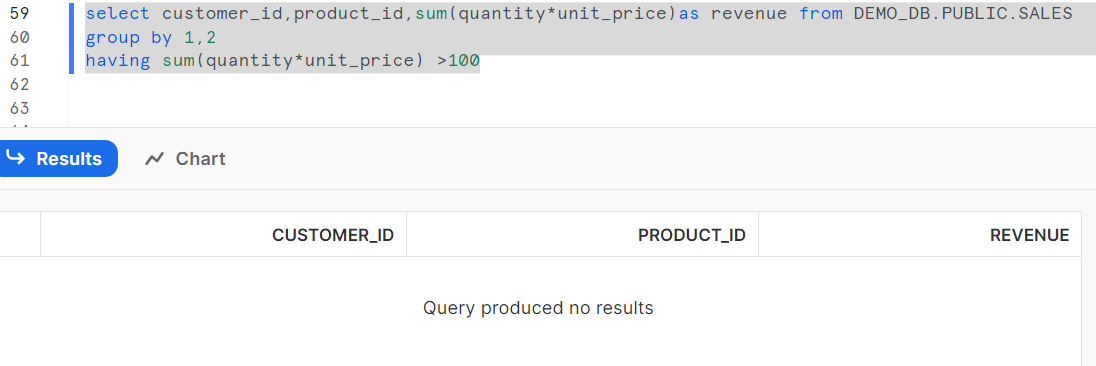 59 select customer_id,product_id,sum(quantity*unit_price)as revenue from DEMO_DB.PUBLIC.SALES
60 group by 1,2
61 having sum(quantity*unit_price) >100
62
63
Results Chart
CUSTOMER_ID PRODUCT_ID REVENUE
Query produced no results